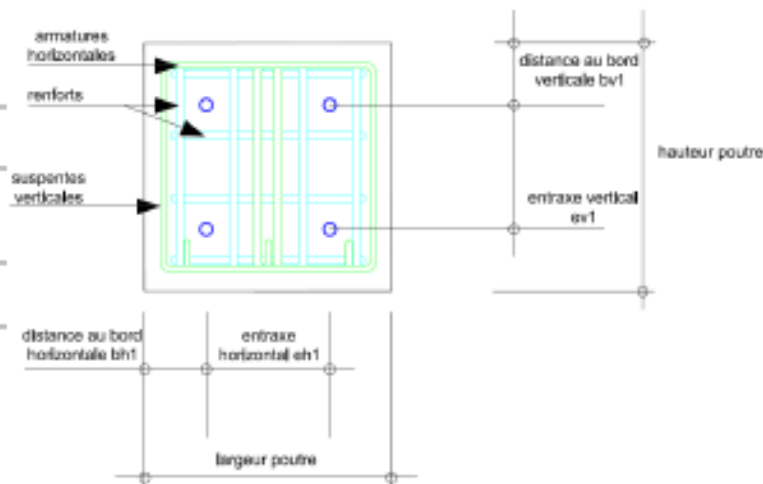 armatures
horizontales
renforts
suspentes
verticales
distance au bord
verticale bv1
hauteur poutre
entraxe vertical
ev1
distance au bord
horizontale bh1
entraxe
horizontal eh1
largeur poutre